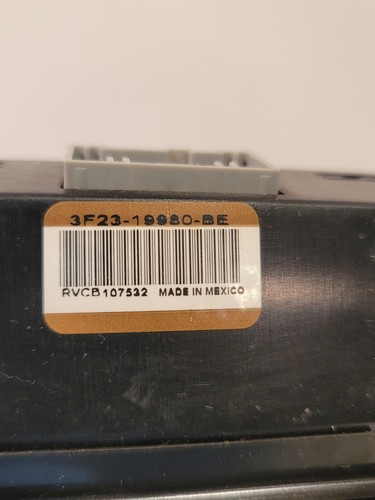 3F23-19980-BE
RVCB107532 MADE IN MEXICO